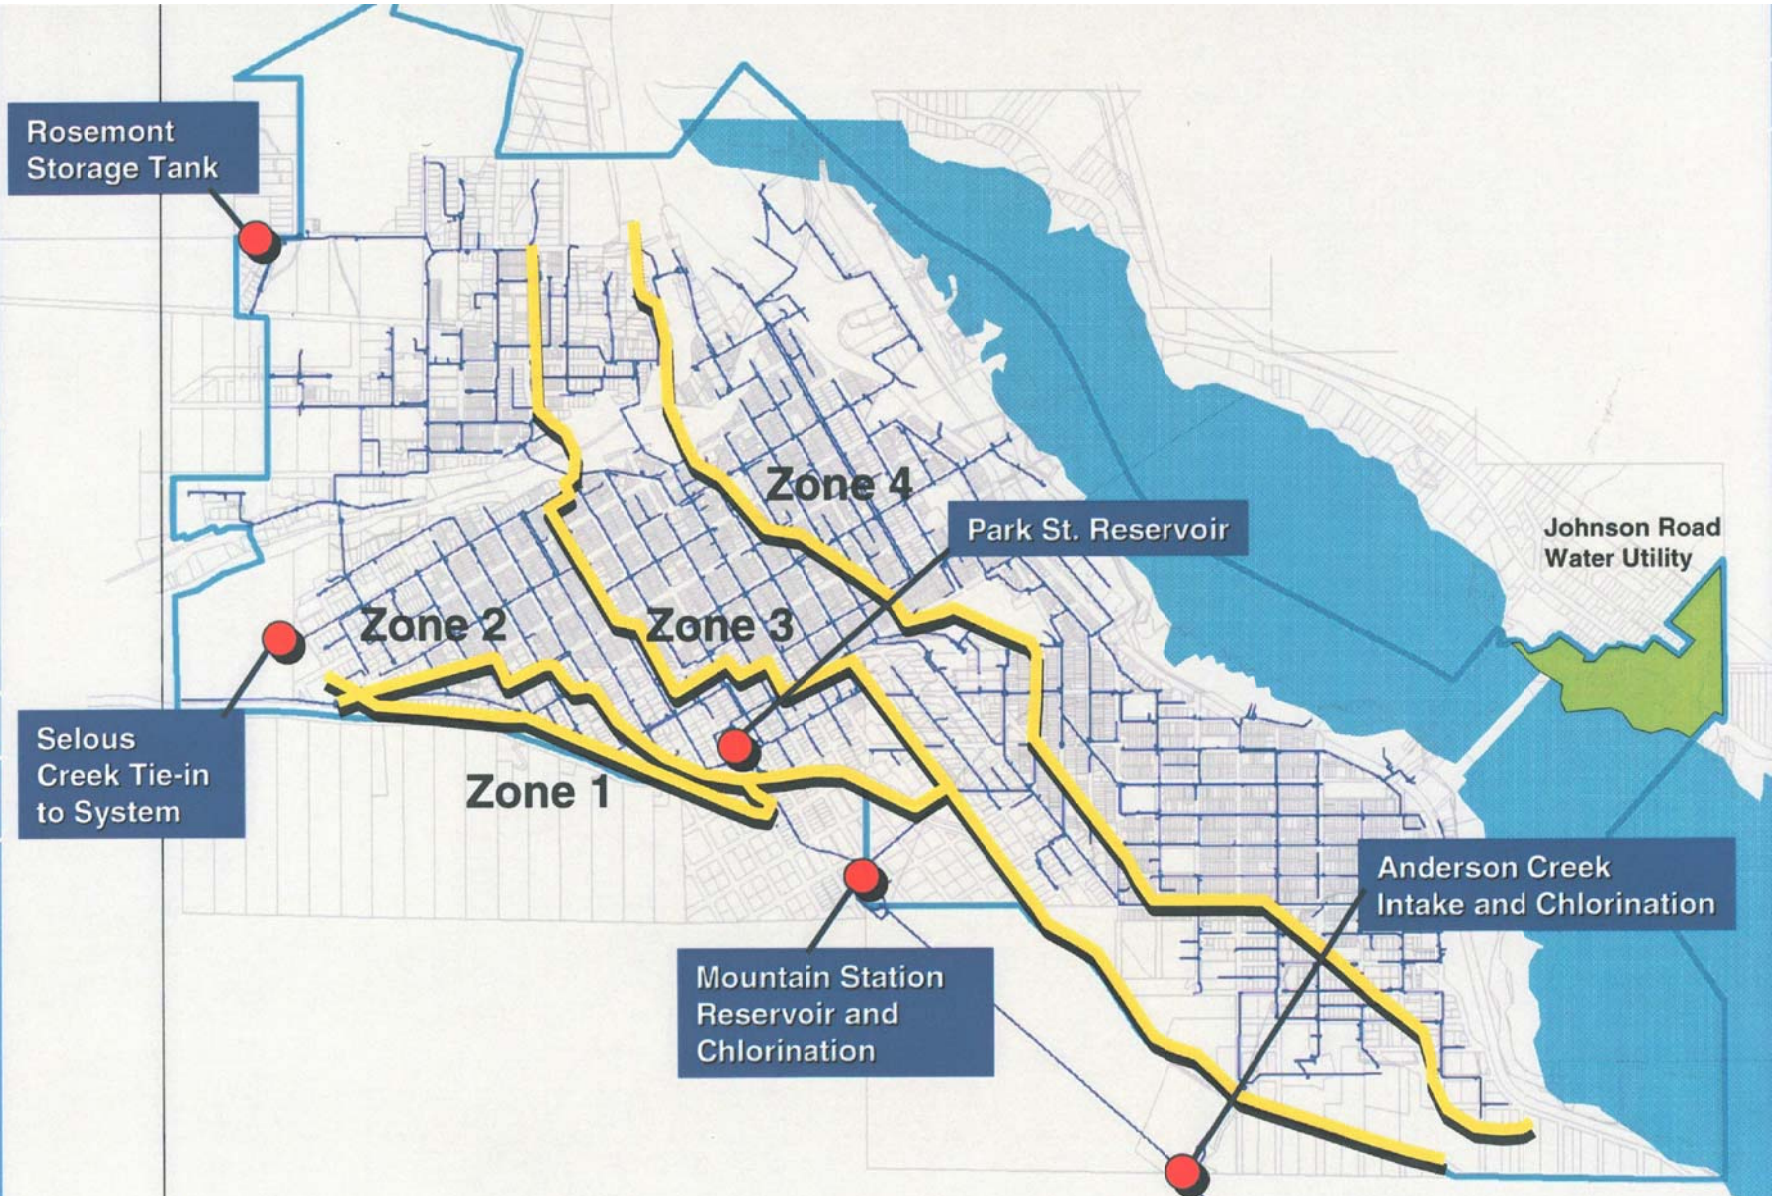 Rosemont
Storage Tank
Zone 4
Park St. Reservoir
Johnson Road
Water Utility
Zone 2
Zone 3
Selous
Creek Tie-in
to System
Zone 1
Anderson Creek
Intake and Chlorination
Mountain Station
Reservoir and
Chlorination